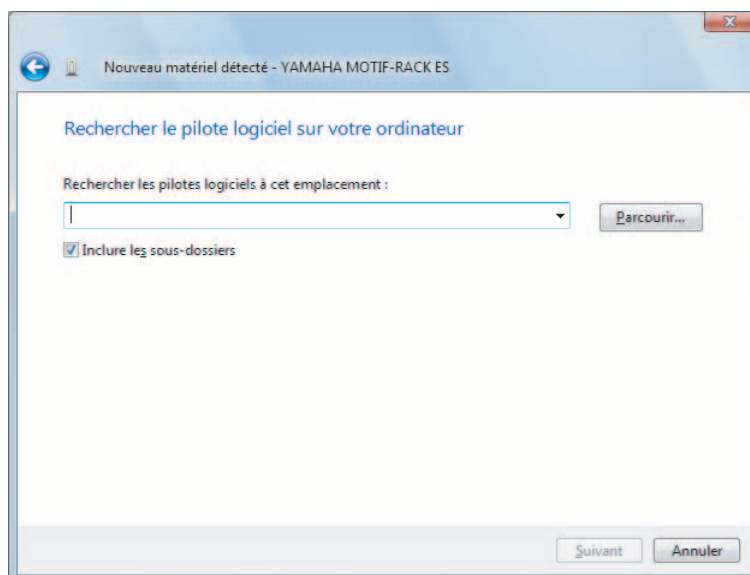 Nouveau matériel détecté - YAMAHA MOTIF-RACK ES
Rechercher le pilote logiciel sur votre ordinateur
Rechercher les pilotes logiciels à cet emplacement :
Parcourir...
Inclure les sous-dossiers
Suivant Annuler